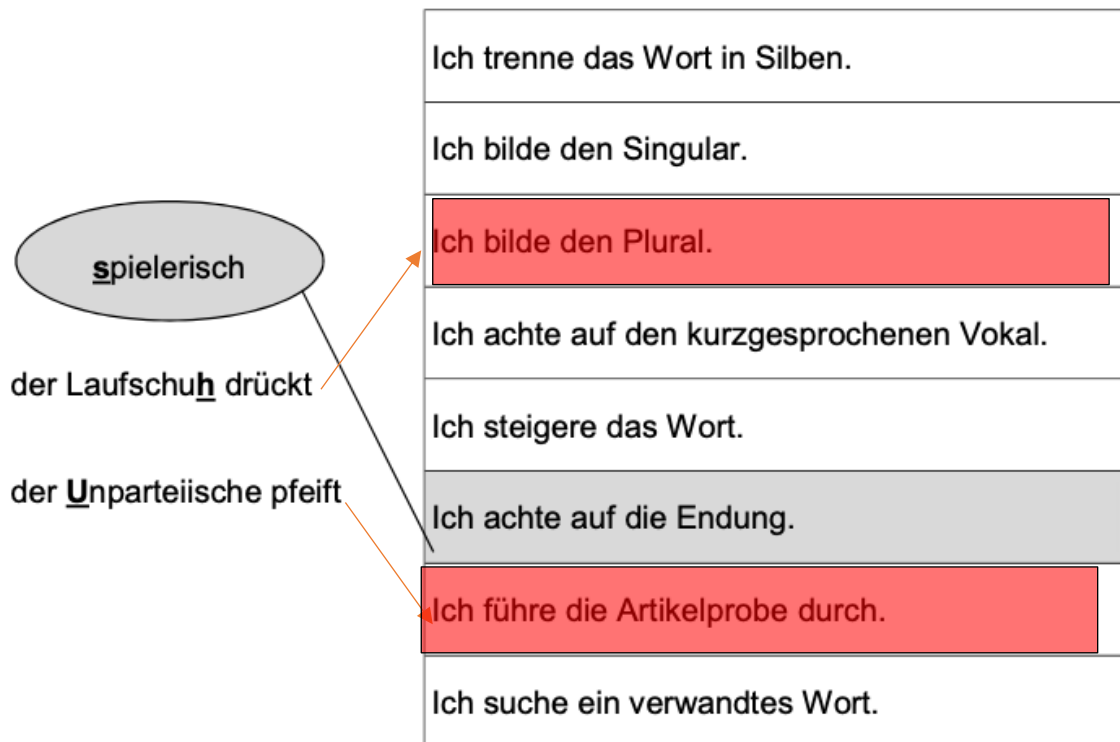 Ich trenne das Wort in Silben.
Ich bilde den Singular.
Ich bilde den Plural.
spielerisch
Ich achte auf den kurzgesprochenen Vokal.
der Laufschuh drückt
Ich steigere das Wort.
der Unparteiische pfeift
Ich achte auf die Endung.
Ich führe die Artikelprobe durch.
Ich suche ein verwandtes Wort.